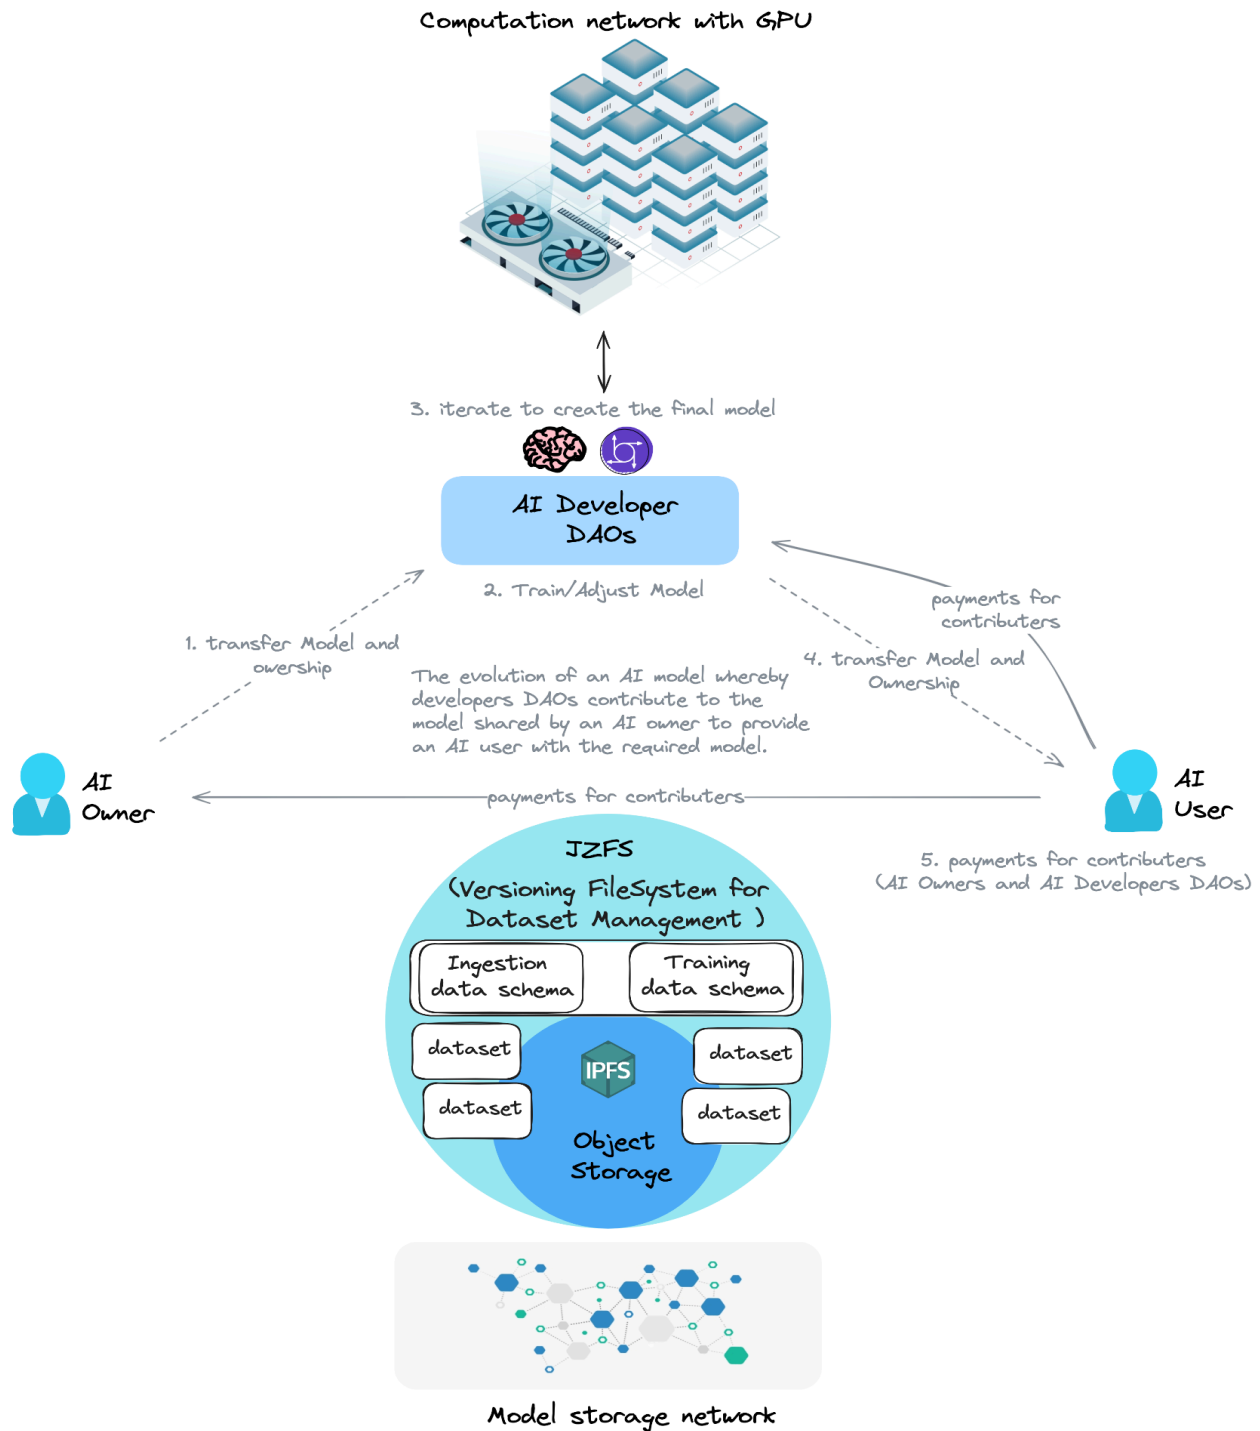 Computation network with GPU
3. iterate to create the final model
AI Developer
DAOs
2. Train/Adjust Model
payments for
contributers
1. transfer Model and
owership
4. transfer Model and
Ownership
The evolution of an AI model whereby
developers DAOs contribute to the
model shared by an AI owner to provide
an AI user with the required model.
AI
Owner
payments for contributers
AI
User
5. payments for contributers
(AI Owners and AI Developers DAOs)
JZFS
(Versioning FileSystem for
Dataset Management )
Ingestion
data schema
Training
data schema
dataset
dataset
dataset
dataset
IPFS
Object
Storage
Model storage network